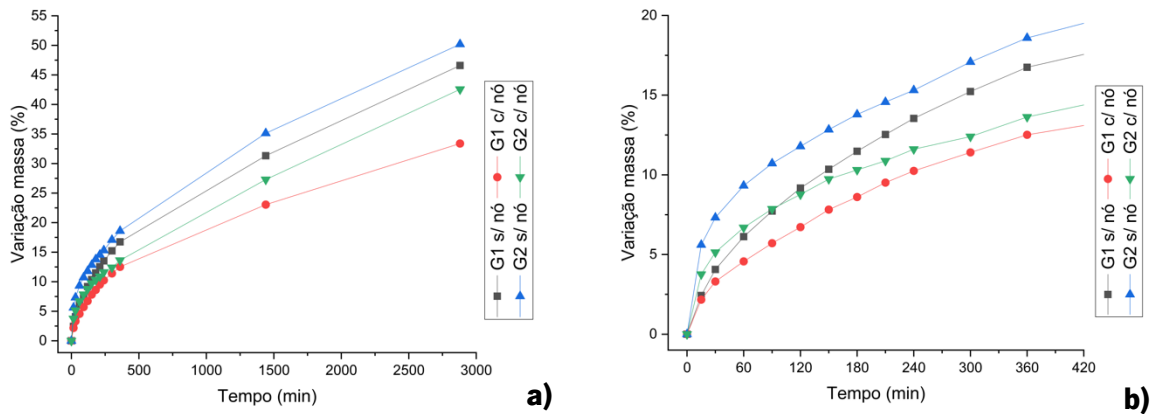 55
50
45
40
35
30
25
20
15
10
5
0
Variação massa (%)
0 500 1000 1500 2000 2500 3000
Tempo (min)
G1 s/ nó G1 c/ nó
G2 s/ nó G2 c/ nó
a)
20
15
10
5
0
Variação massa (%)
0 60 120 180 240 300 360 420
Tempo (min)
G1 s/ nó G1 c/ nó
G2 s/ nó G2 c/ nó
b)